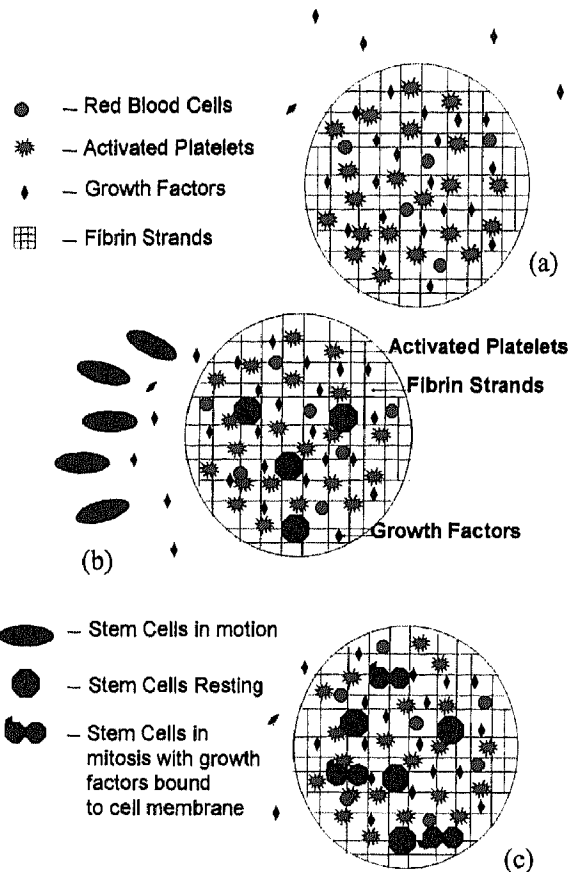 – Red Blood Cells
– Activated Platelets
– Growth Factors
– Fibrin Strands
(a)
Activated Platelets
Fibrin Strands
Growth Factors
(b)
– Stem Cells in motion
– Stem Cells Resting
– Stem Cells in
mitosis with growth
factors bound
to cell membrane
(c)